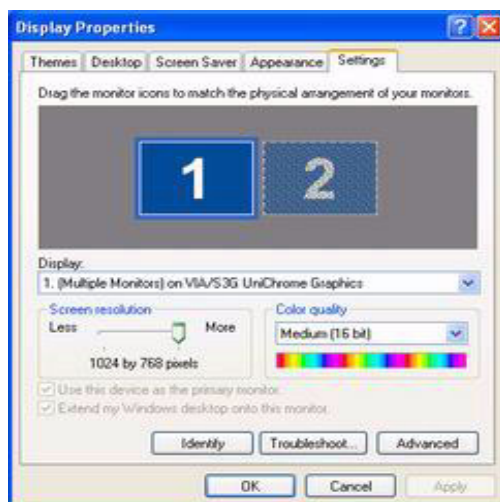 Display Properties
Themes Desktop Screen Saver Appearance Settings
Drag the monitor icons to match the physical arrangement of your monitors.
1 2
Display:
1. (Multiple Monitors) on VIA/S3G UniChrome Graphics
Screen resolution Color quality
Less More Medium (16 bit)
1024 by 768 pixels
Use this device as the primary monitor.
Extend my Windows desktop onto this monitor.
Identify Troubleshoot... Advanced
OK Cancel Apply